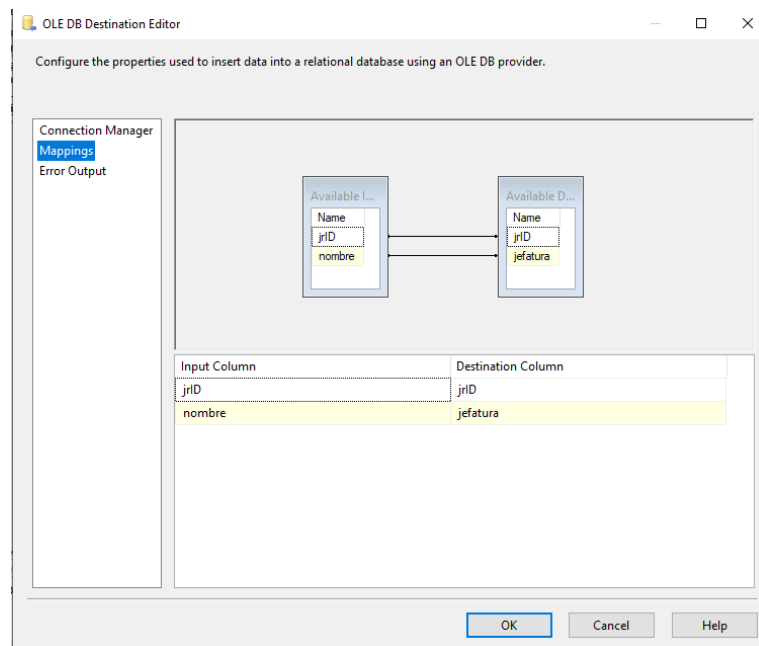 OLE DB Destination Editor
Configure the properties used to insert data into a relational database using an OLE DB provider.
Connection Manager
Mappings
Error Output
Available I...
Name
jrID
nombre
Available D...
Name
jrID
jefatura
Input Column Destination Column
jrID jrID
nombre jefatura
OK Cancel Help